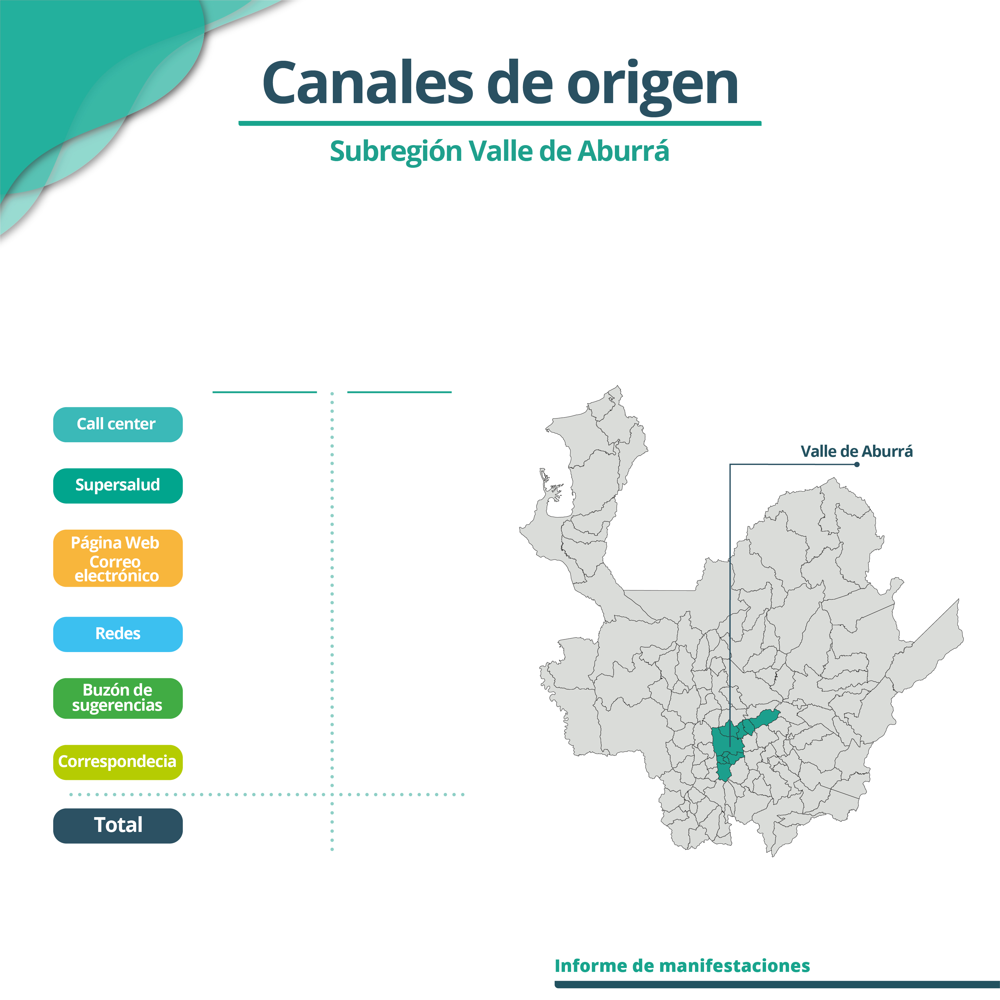 Canales de origen
Subregión Valle de Aburrá
Call center
Supersalud
Página Web
Correo
electrónico
Redes
Buzón de
sugerencias
Correspondecia
Total
Valle de Aburrá
Informe de manifestaciones